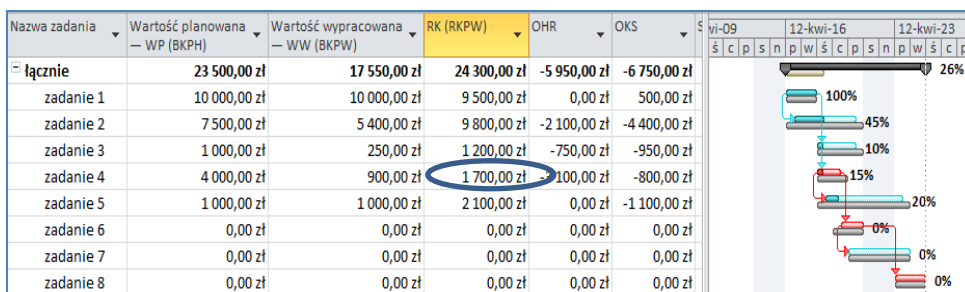 Nazwa zadania Wartość planowana — WP (BKPH) Wartość wypracowana — WW (BKPW) RK (RKPW) OHR OKS
vi-09 12-kwi-16 12-kwi-23
ś c p s n p w ś c p s n p w ś c
łącznie 23 500,00 zł 17 550,00 zł 24 300,00 zł -5 950,00 zł -6 750,00 zł 26%
zadanie 1 10 000,00 zł 10 000,00 zł 9 500,00 zł 0,00 zł 500,00 zł 100%
zadanie 2 7 500,00 zł 5 400,00 zł 9 800,00 zł -2 100,00 zł -4 400,00 zł 45%
zadanie 3 1 000,00 zł 250,00 zł 1 200,00 zł -750,00 zł -950,00 zł 10%
zadanie 4 4 000,00 zł 900,00 zł 1 700,00 zł 100,00 zł -800,00 zł 15%
zadanie 5 1 000,00 zł 1 000,00 zł 2 100,00 zł 0,00 zł -1 100,00 zł 20%
zadanie 6 0,00 zł 0,00 zł 0,00 zł 0,00 zł 0,00 zł 0%
zadanie 7 0,00 zł 0,00 zł 0,00 zł 0,00 zł 0,00 zł 0%
zadanie 8 0,00 zł 0,00 zł 0,00 zł 0,00 zł 0,00 zł 0%